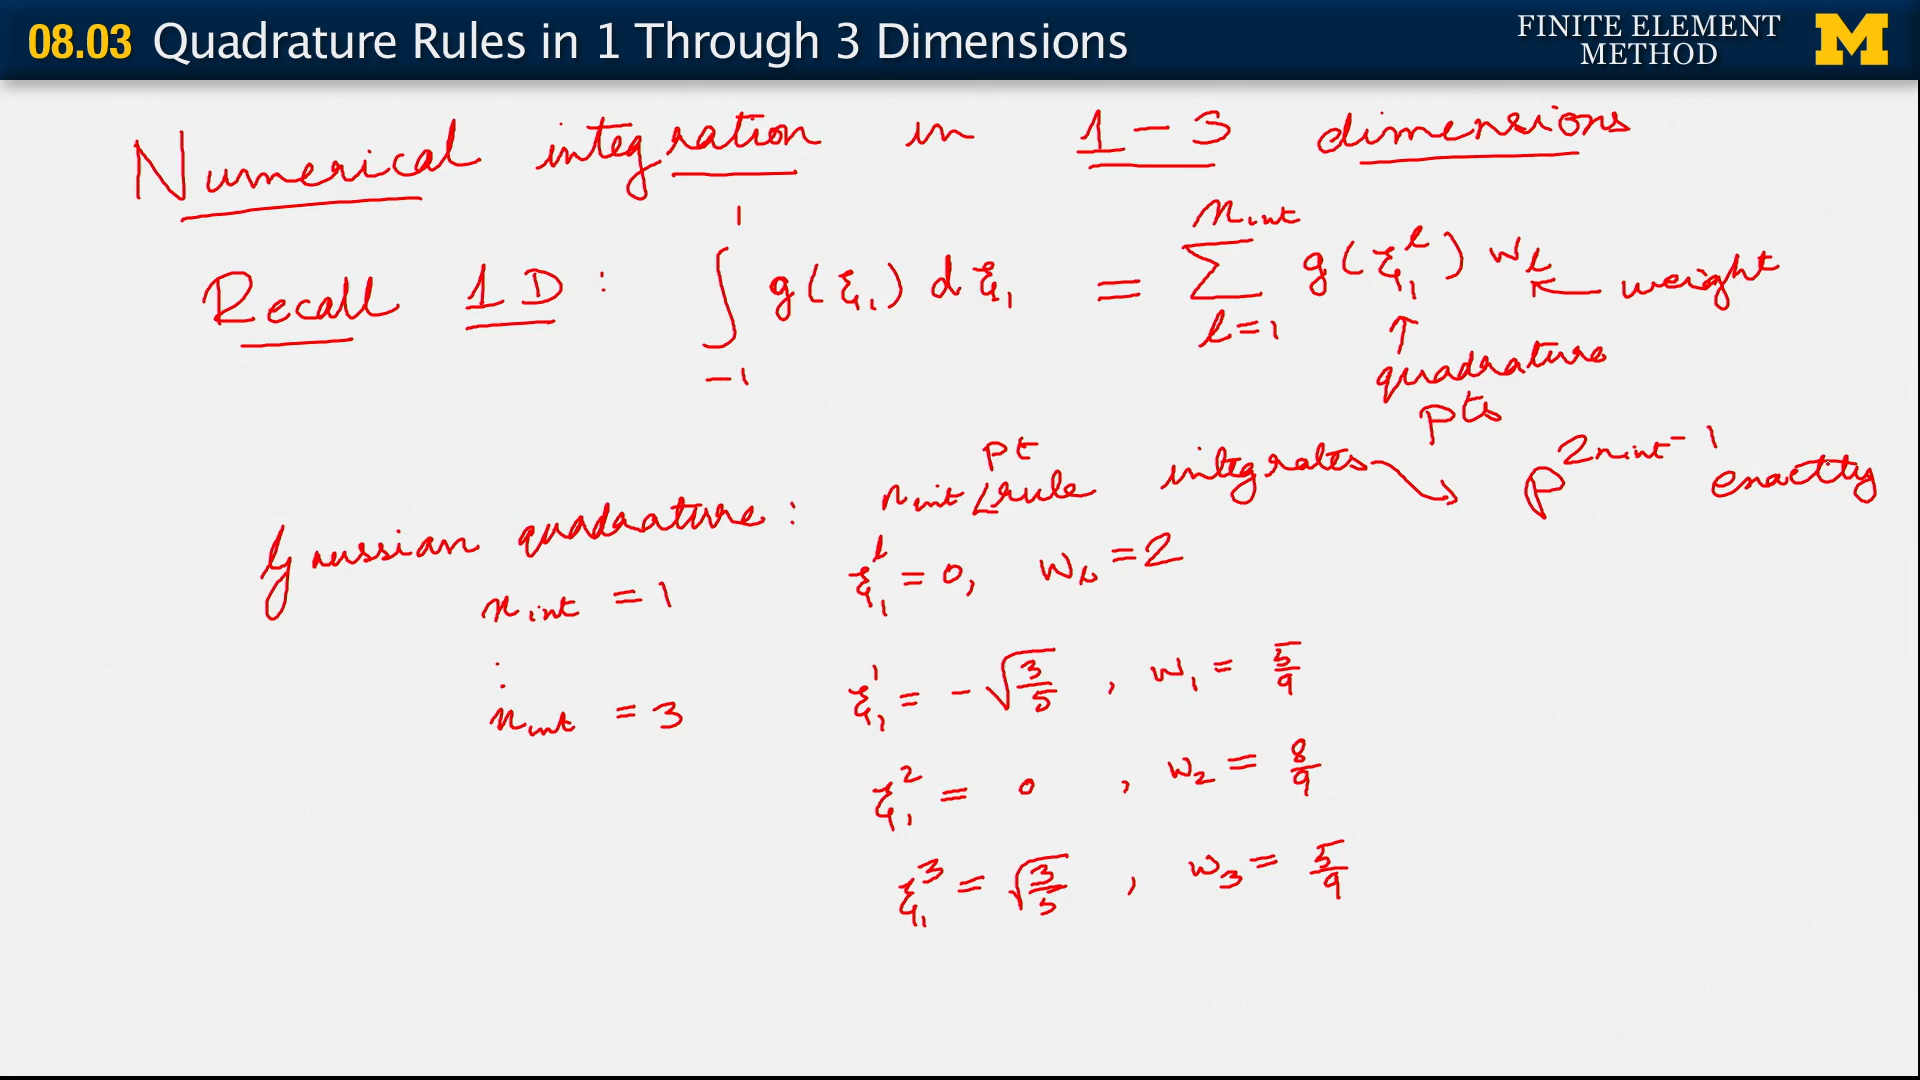 08.03 Quadrature Rules in 1 Through 3 Dimensions
FINITE ELEMENT
METHOD
M
Numerical integration in 1-3 dimensions
Recall 1D: ∫_{-1}^{1} g(ξ₁) dξ₁ = Σ_{l=1}^{n_int} g(ξ₁^l) w_l ← weight
↑
quadrature
pts
Gaussian quadrature: n_int pt rule integrates → P^{2n_int-1} exactly
n_int = 1 ξ₁^l = 0, w_l = 2
⋮
n_int = 3 ξ₁^1 = -√(3/5), w₁ = 5/9
ξ₁^2 = 0, w₂ = 8/9
ξ₁^3 = √(3/5), w₃ = 5/9